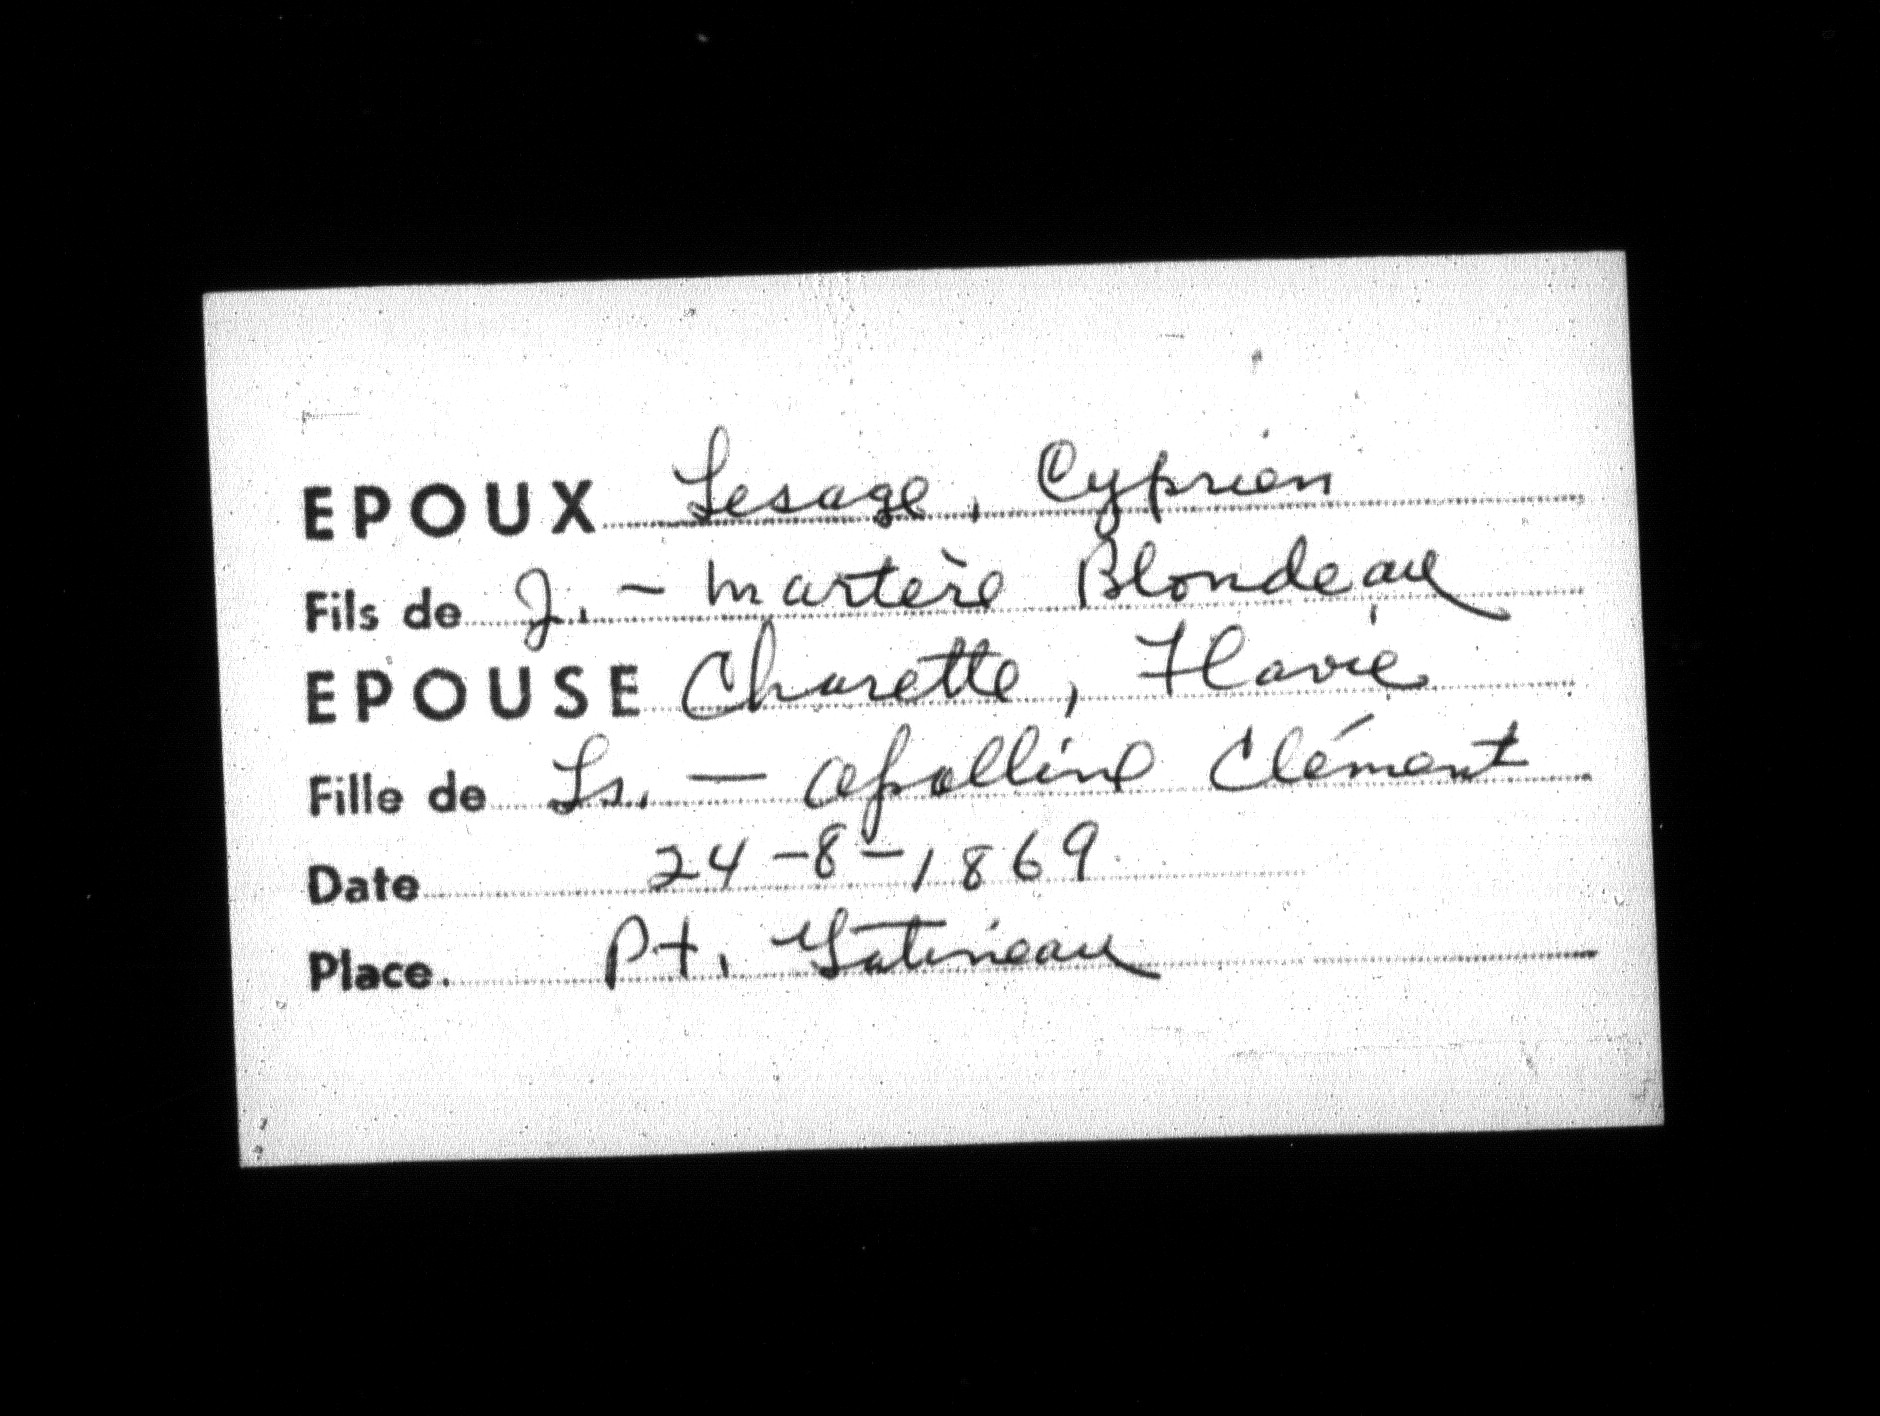 EPOUX Lesage, Cyprien
Fils de J. - Martère Blondeau
EPOUSE Charette, Flavie
Fille de Ls. - Apolline Clément
Date 24-8-1869
Place. Pt. Gatineau